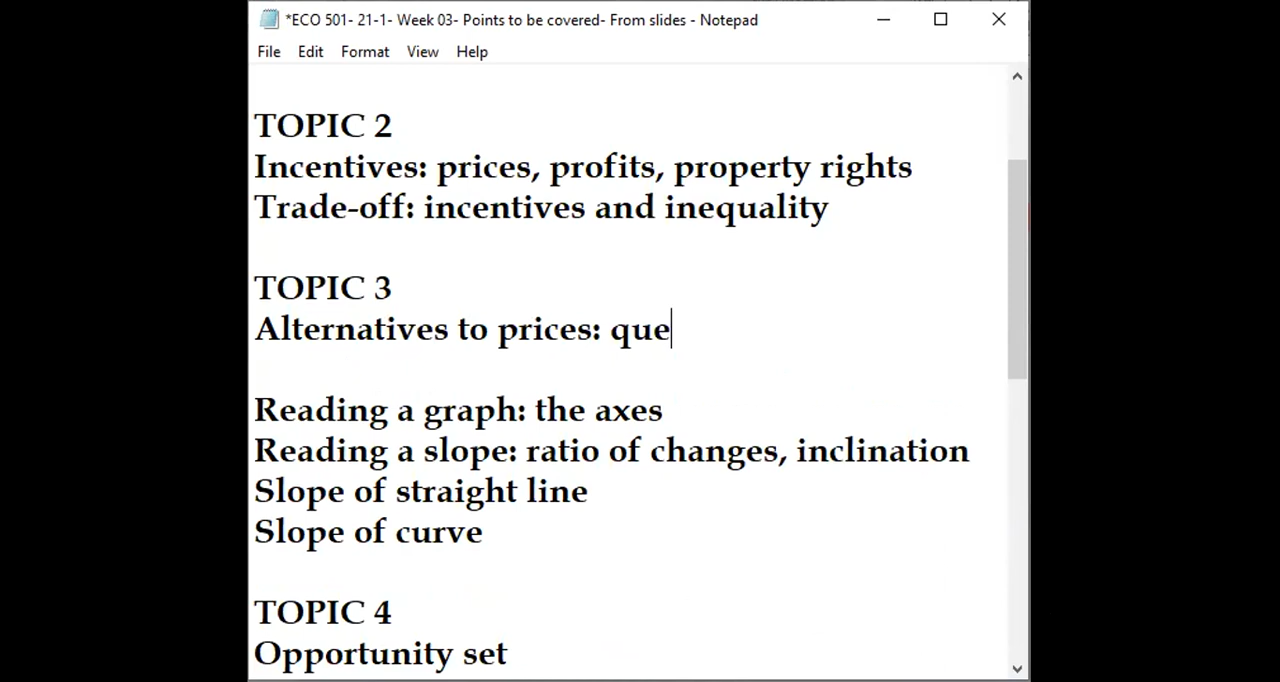 *ECO 501- 21-1- Week 03- Points to be covered- From slides - Notepad
File Edit Format View Help
TOPIC 2
Incentives: prices, profits, property rights
Trade-off: incentives and inequality
TOPIC 3
Alternatives to prices: que
Reading a graph: the axes
Reading a slope: ratio of changes, inclination
Slope of straight line
Slope of curve
TOPIC 4
Opportunity set